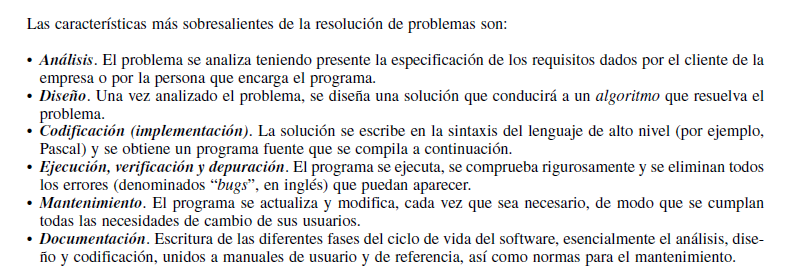 Las características más sobresalientes de la resolución de problemas son:
• Análisis. El problema se analiza teniendo presente la especificación de los requisitos dados por el cliente de la
empresa o por la persona que encarga el programa.
• Diseño. Una vez analizado el problema, se diseña una solución que conducirá a un algoritmo que resuelva el
problema.
• Codificación (implementación). La solución se escribe en la sintaxis del lenguaje de alto nivel (por ejemplo,
Pascal) y se obtiene un programa fuente que se compila a continuación.
• Ejecución, verificación y depuración. El programa se ejecuta, se comprueba rigurosamente y se eliminan todos
los errores (denominados “bugs”, en inglés) que puedan aparecer.
• Mantenimiento. El programa se actualiza y modifica, cada vez que sea necesario, de modo que se cumplan
todas las necesidades de cambio de sus usuarios.
• Documentación. Escritura de las diferentes fases del ciclo de vida del software, esencialmente el análisis, dise-
ño y codificación, unidos a manuales de usuario y de referencia, así como normas para el mantenimiento.